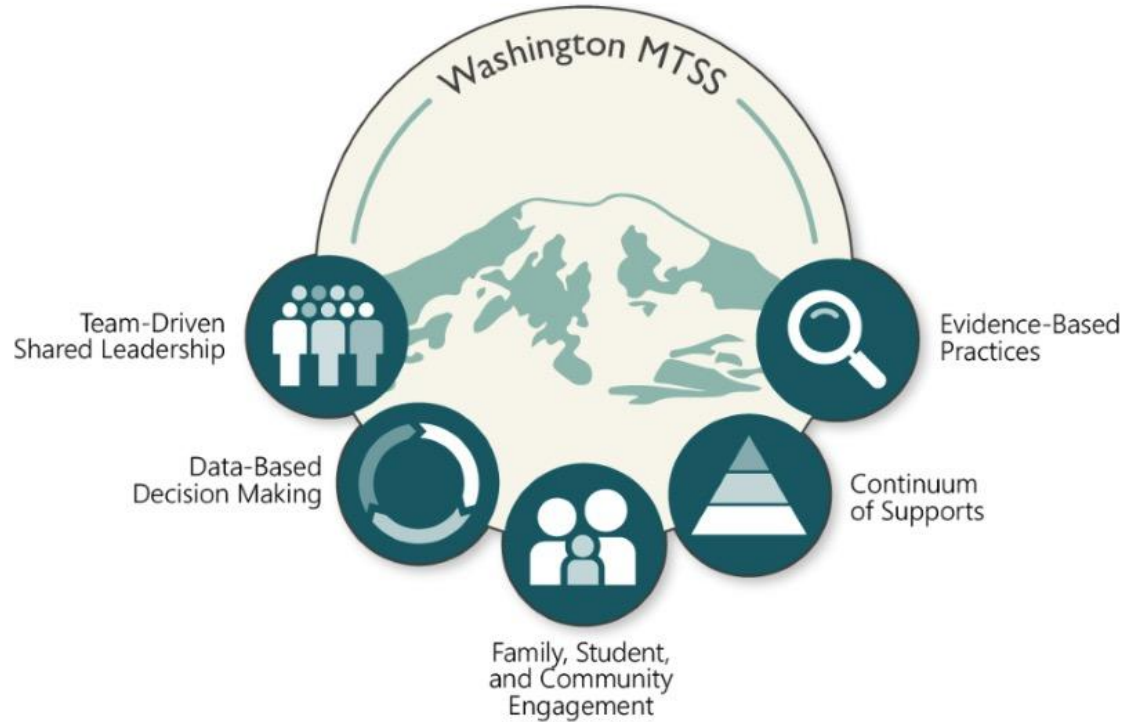 Washington MTSS
Team-Driven
Shared Leadership
Evidence-Based
Practices
Data-Based
Decision Making
Continuum
of Supports
Family, Student,
and Community
Engagement